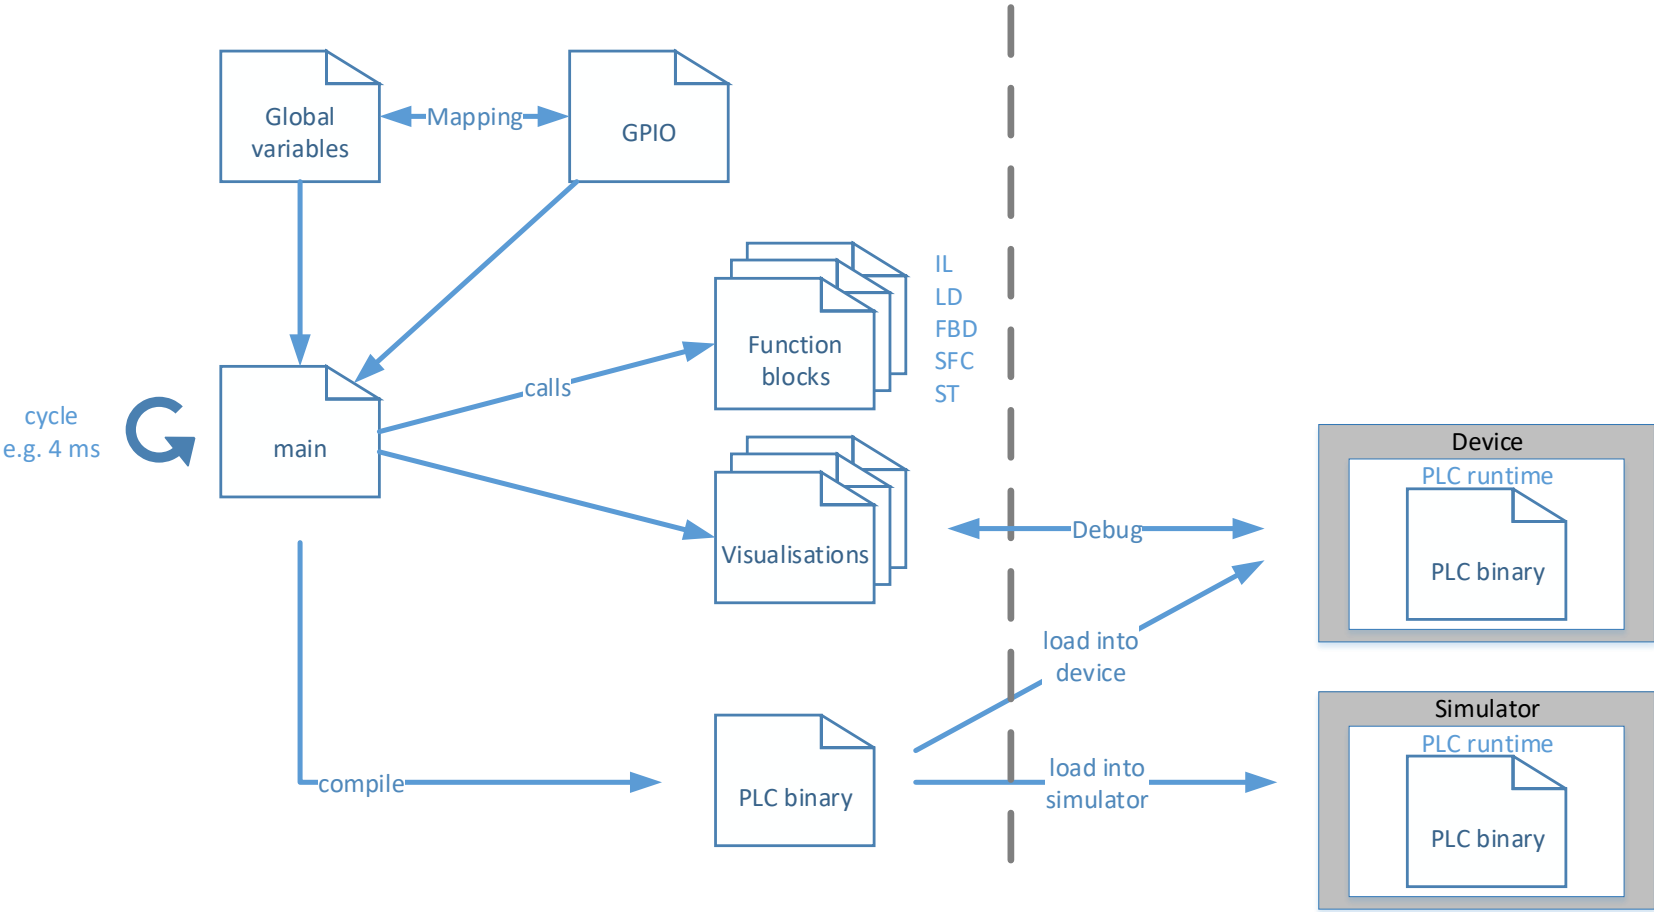 Global
variables
Mapping
GPIO
IL
LD
FBD
SFC
ST
Function
blocks
calls
cycle
e.g. 4 ms
main
Visualisations
Debug
Device
PLC runtime
PLC binary
load into
device
Simulator
PLC runtime
PLC binary
load into
simulator
compile
PLC binary